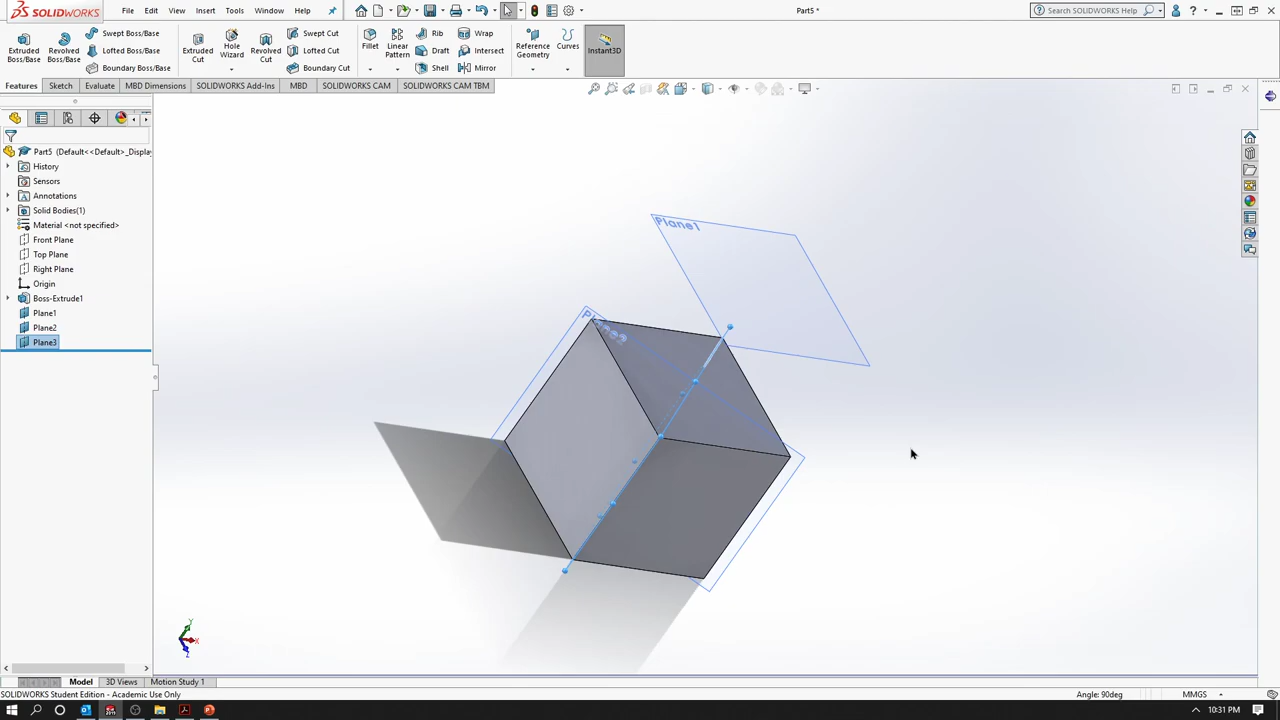 SOLIDWORKS
File Edit View Insert Tools Window Help
Part5 *
Search SOLIDWORKS Help
Extruded Boss/Base
Revolved Boss/Base
Swept Boss/Base
Lofted Boss/Base
Boundary Boss/Base
Extruded Cut
Hole Wizard
Revolved Cut
Swept Cut
Lofted Cut
Boundary Cut
Fillet
Linear Pattern
Rib
Draft
Shell
Wrap
Intersect
Mirror
Reference Geometry
Curves
Instant3D
Features Sketch Evaluate MBD Dimensions SOLIDWORKS Add-Ins MBD SOLIDWORKS CAM SOLIDWORKS CAM TBM
Part5 (Default<<Default>_Displa
History
Sensors
Annotations
Solid Bodies(1)
Material <not specified>
Front Plane
Top Plane
Right Plane
Origin
Boss-Extrude1
Plane1
Plane2
Plane3
Plane1
Plane2
Y
X
Z
Model 3D Views Motion Study 1
SOLIDWORKS Student Edition - Academic Use Only
Angle: 90deg
MMGS
10:31 PM